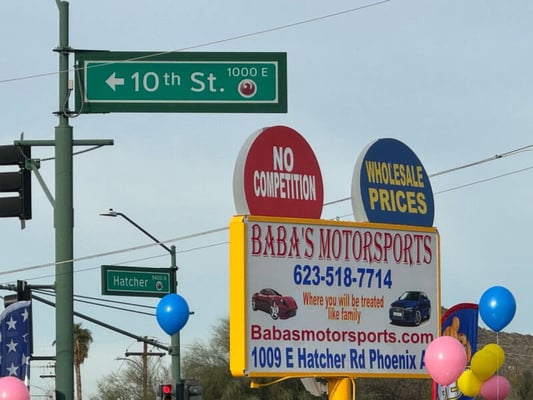 10th St.
1000 E
NO
COMPETITION
WHOLESALE
PRICES
BABA'S MOTORSPORTS
623-518-7714
Where you will be treated
like family
Babasmotorsports.com
1009 E Hatcher Rd Phoenix
Hatcher